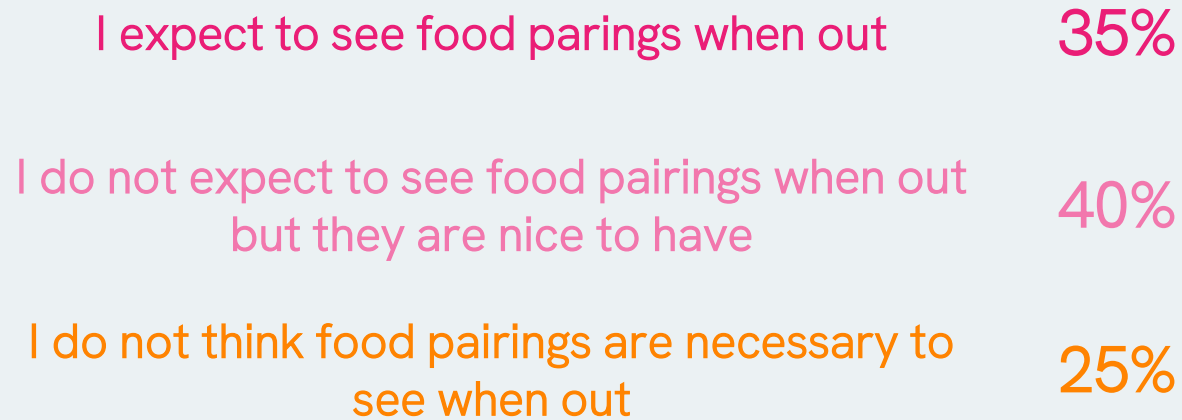 I expect to see food parings when out 35%
I do not expect to see food pairings when out
but they are nice to have
40%
I do not think food pairings are necessary to
see when out
25%